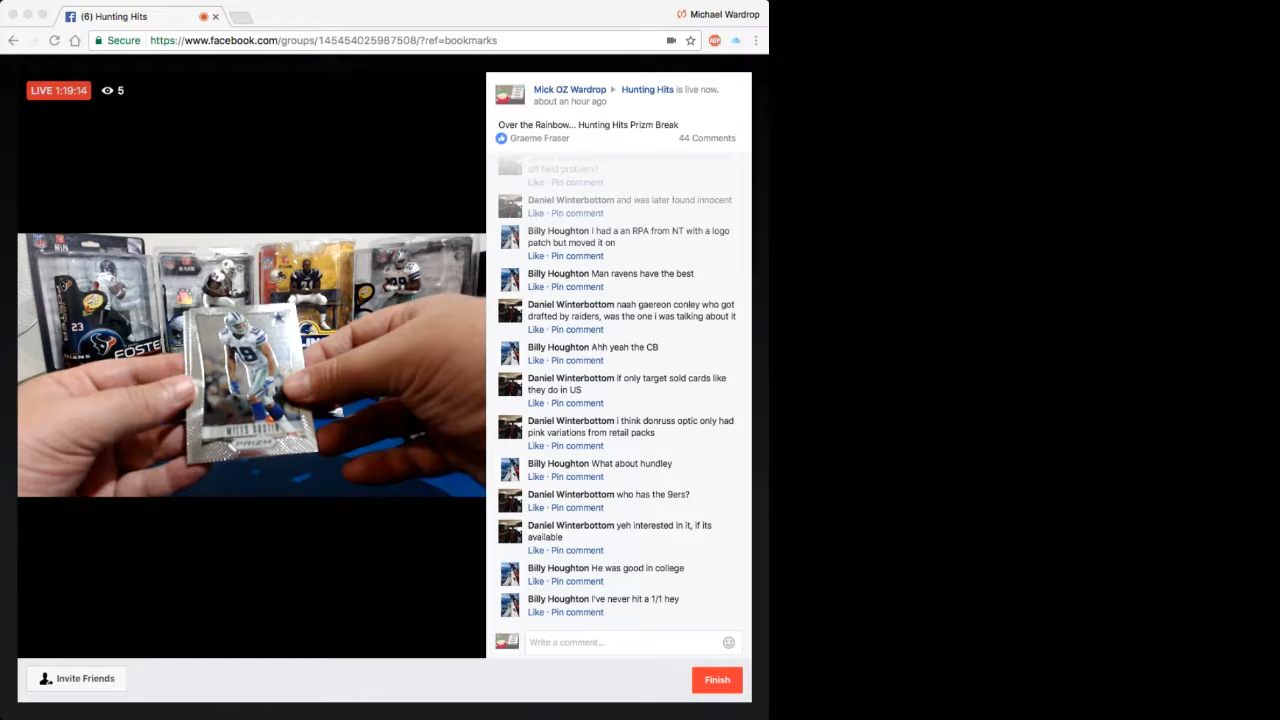 (6) Hunting Hits
Michael Wardrop
Secure
https://www.facebook.com/groups/145454025987508/?ref=bookmarks
ABP
LIVE 1:19:14
5
Mick OZ Wardrop Hunting Hits is live now.
about an hour ago
Over the Rainbow... Hunting Hits Prizm Break
Graeme Fraser
44 Comments
off field problem?
Like · Pin comment
Daniel Winterbottom and was later found innocent
Like · Pin comment
Billy Houghton I had a an RPA from NT with a logo
patch but moved it on
Like · Pin comment
Billy Houghton Man ravens have the best
Like · Pin comment
Daniel Winterbottom naah gaereon conley who got
drafted by raiders, was the one i was talking about it
Like · Pin comment
Billy Houghton Ahh yeah the CB
Like · Pin comment
Daniel Winterbottom if only target sold cards like
they do in US
Like · Pin comment
Daniel Winterbottom i think donruss optic only had
pink variations from retail packs
Like · Pin comment
Billy Houghton What about hundley
Like · Pin comment
Daniel Winterbottom who has the 9ers?
Like · Pin comment
Daniel Winterbottom yeh interested in it, if its
available
Like · Pin comment
Billy Houghton He was good in college
Like · Pin comment
Billy Houghton I've never hit a 1/1 hey
Like · Pin comment
Write a comment...
Invite Friends
Finish
23
FOSTE
PRIZM